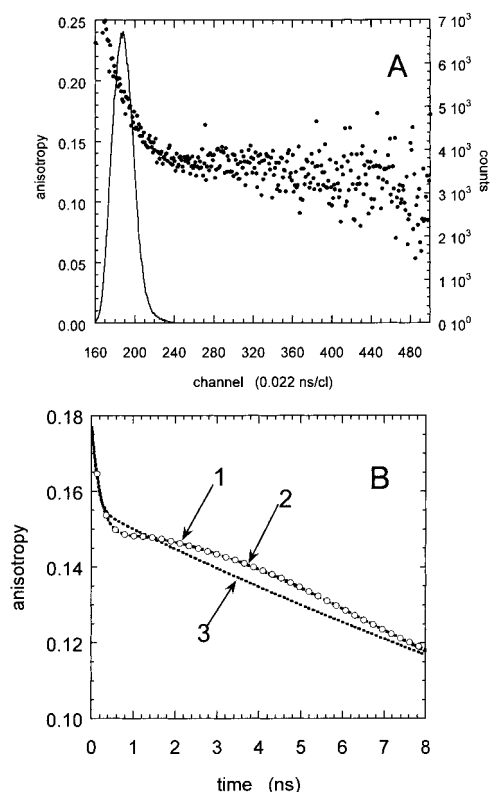 A
0.25
0.20
0.15
0.10
0.05
0.00
anisotropy
7 10³
6 10³
5 10³
4 10³
3 10³
2 10³
1 10³
0 10⁰
counts
160 200 240 280 320 360 400 440 480
channel (0.022 ns/cl)
B
0.18
0.16
0.14
0.12
0.10
anisotropy
1
2
3
0 1 2 3 4 5 6 7 8
time (ns)